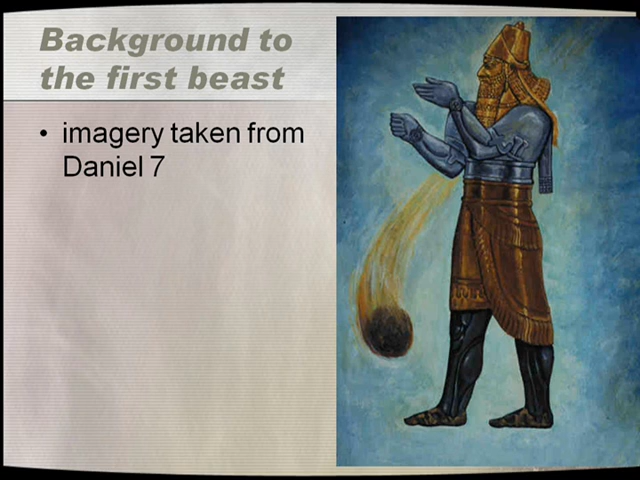 Background to
the first beast
• imagery taken from
Daniel 7